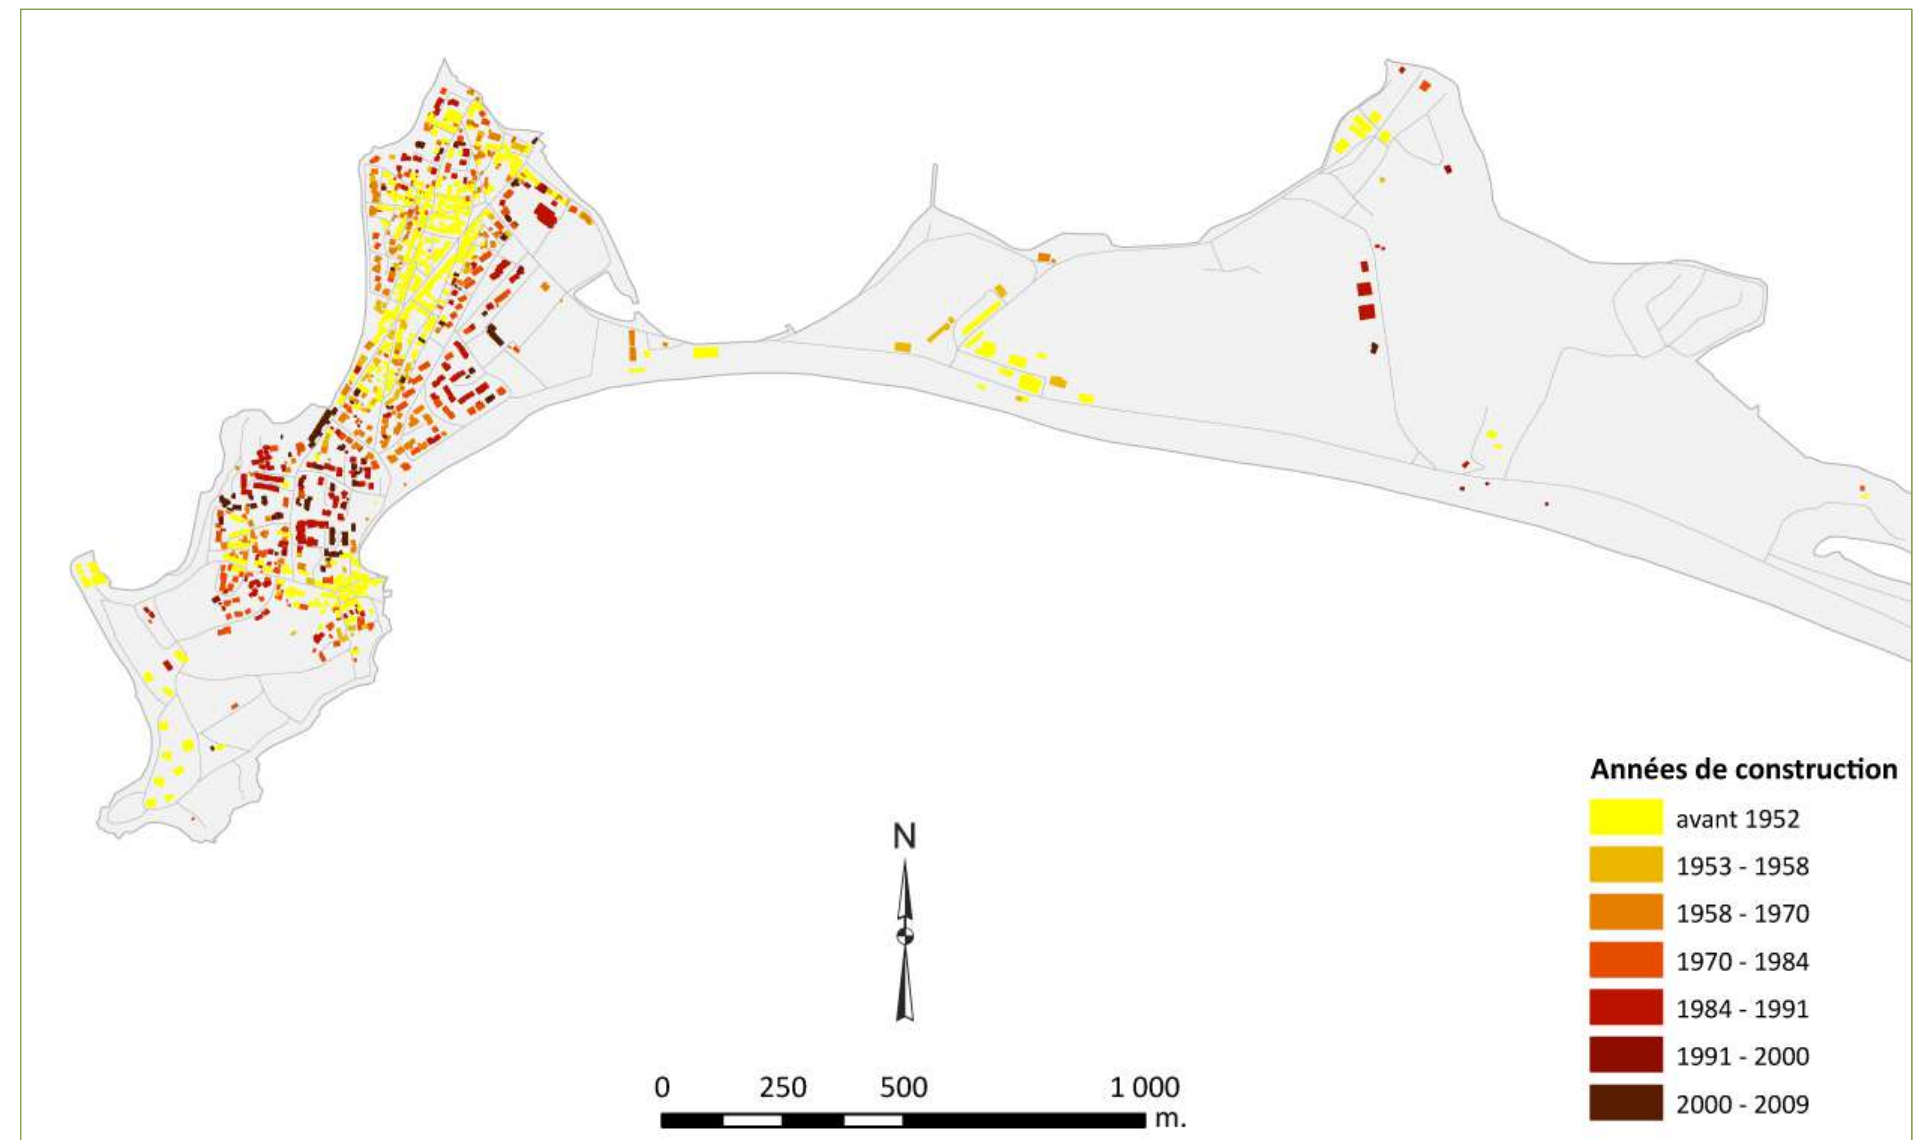 Années de construction
avant 1952
1953 - 1958
1958 - 1970
1970 - 1984
1984 - 1991
1991 - 2000
2000 - 2009
N
0 250 500 1 000
m.